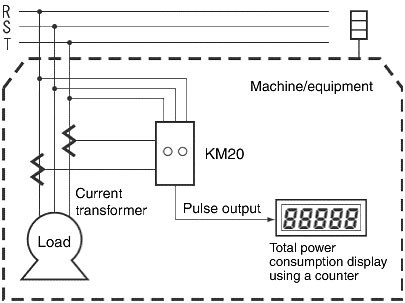 R
S
T
Machine/equipment
KM20
Current
transformer
Pulse output
88888
Load
Total power
consumption display
using a counter